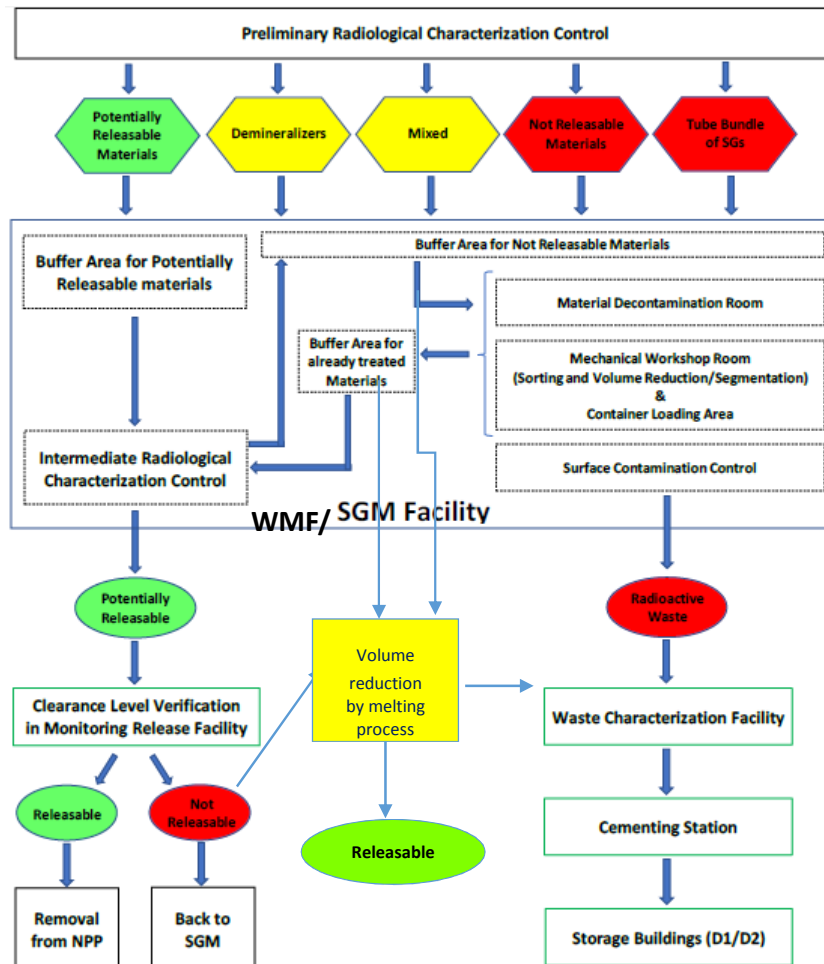 Preliminary Radiological Characterization Control
Potentially
Releasable
Materials
Demineralizers
Mixed
Not Releasable
Materials
Tube Bundle
of SGs
Buffer Area for Potentially
Releasable materials
Buffer Area for Not Releasable Materials
Material Decontamination Room
Buffer Area for
already treated
Materials
Mechanical Workshop Room
(Sorting and Volume Reduction/Segmentation)
&
Container Loading Area
Intermediate Radiological
Characterization Control
Surface Contamination Control
WMF/ SGM Facility
Potentially
Releasable
Radioactive
Waste
Volume
reduction
by melting
process
Clearance Level Verification
in Monitoring Release Facility
Waste Characterization Facility
Releasable
Not
Releasable
Releasable
Cementing Station
Removal
from NPP
Back to
SGM
Storage Buildings (D1/D2)